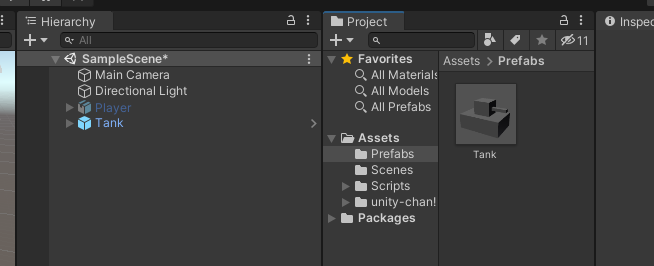 Hierarchy
All
SampleScene*
Main Camera
Directional Light
Player
Tank
Project
11
Favorites
All Materials
All Models
All Prefabs
Assets
Prefabs
Scenes
Scripts
unity-chan!
Packages
Assets > Prefabs
Tank
Inspec